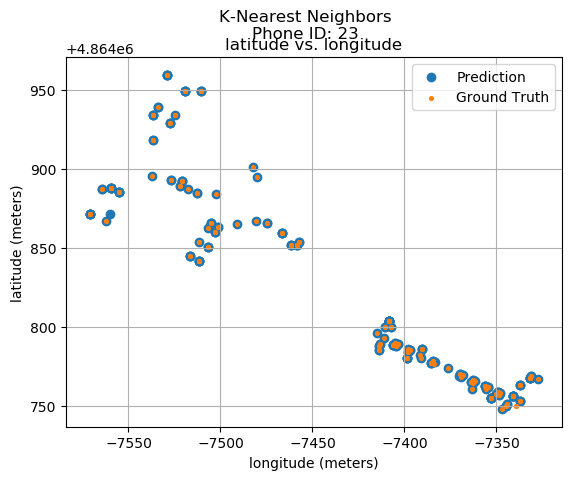 K-Nearest Neighbors
Phone ID: 23
latitude vs. longitude
+4.864e6
Prediction
Ground Truth
950
900
850
800
750
latitude (meters)
−7550
−7500
−7450
−7400
−7350
longitude (meters)